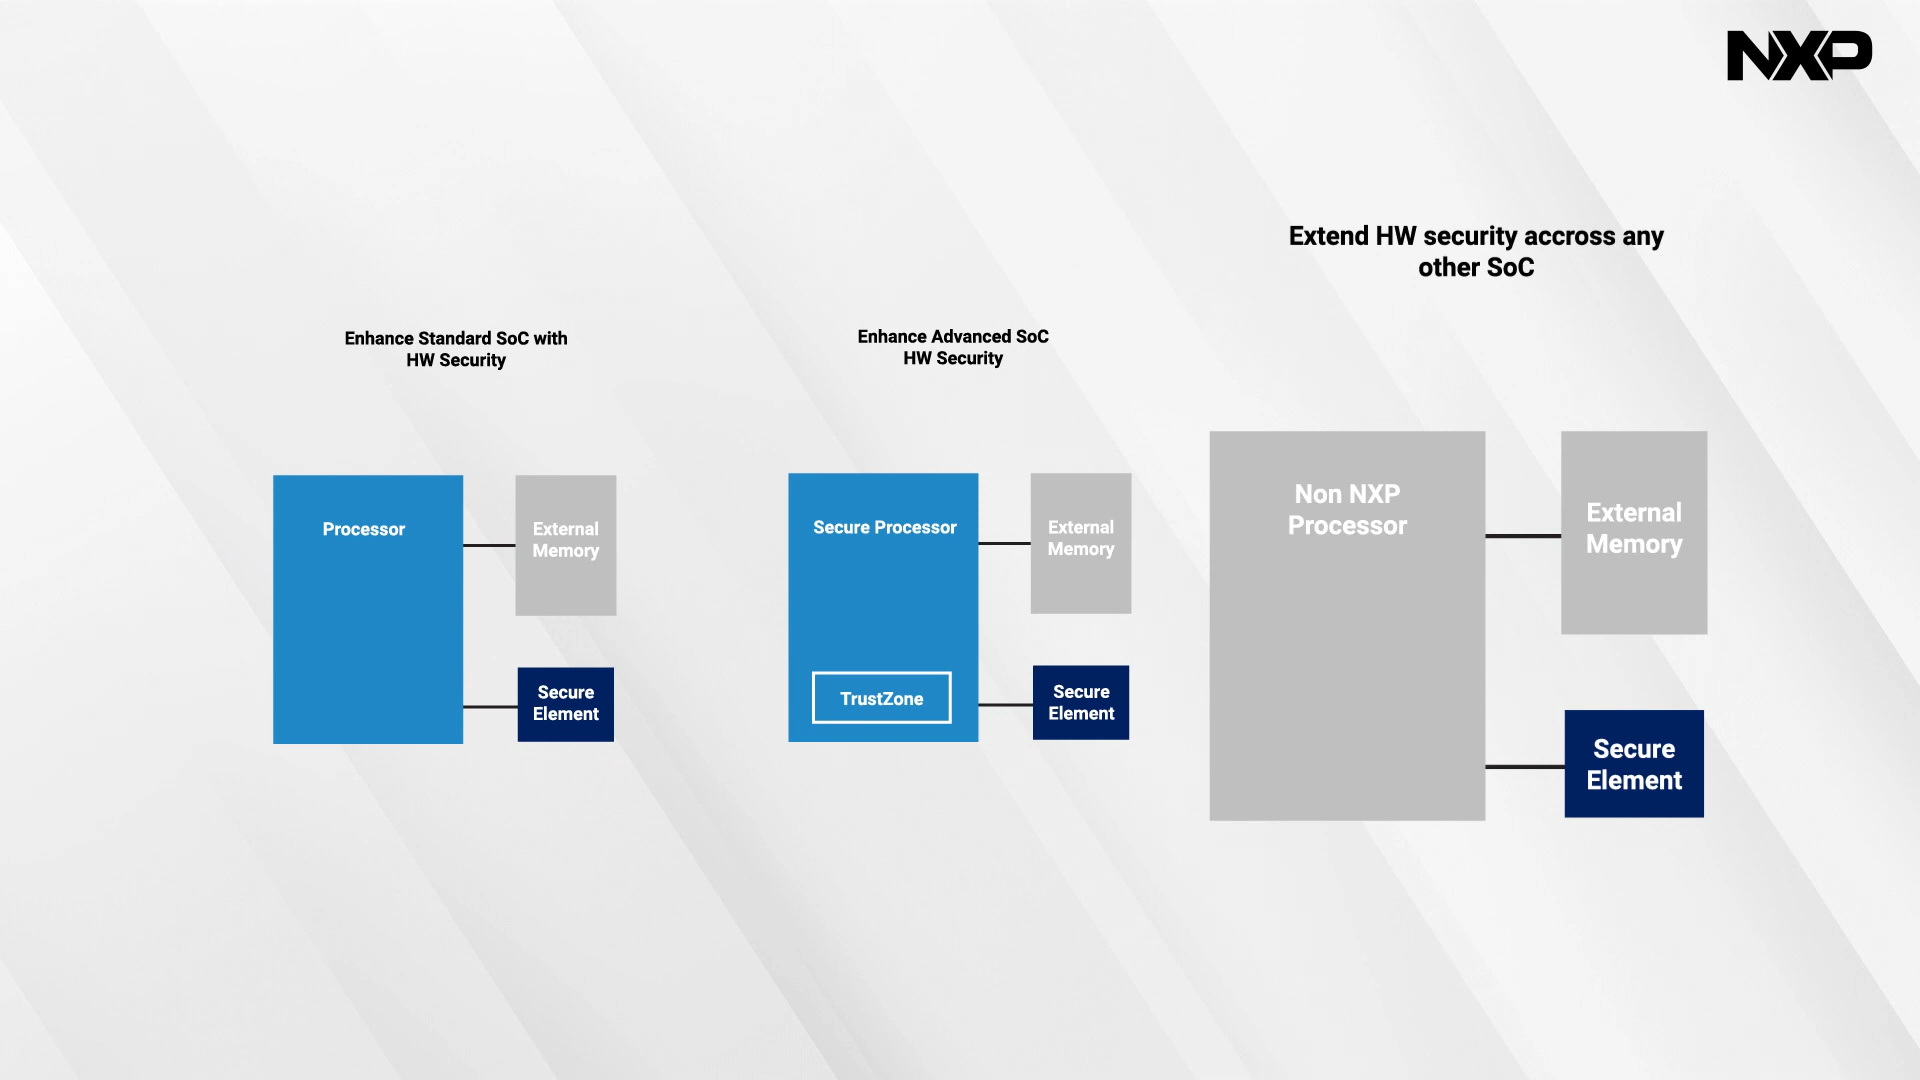 NXP
Enhance Standard SoC with
HW Security
Processor
External
Memory
Secure
Element
Enhance Advanced SoC
HW Security
Secure Processor
External
Memory
TrustZone
Secure
Element
Extend HW security accross any
other SoC
Non NXP
Processor
External
Memory
Secure
Element